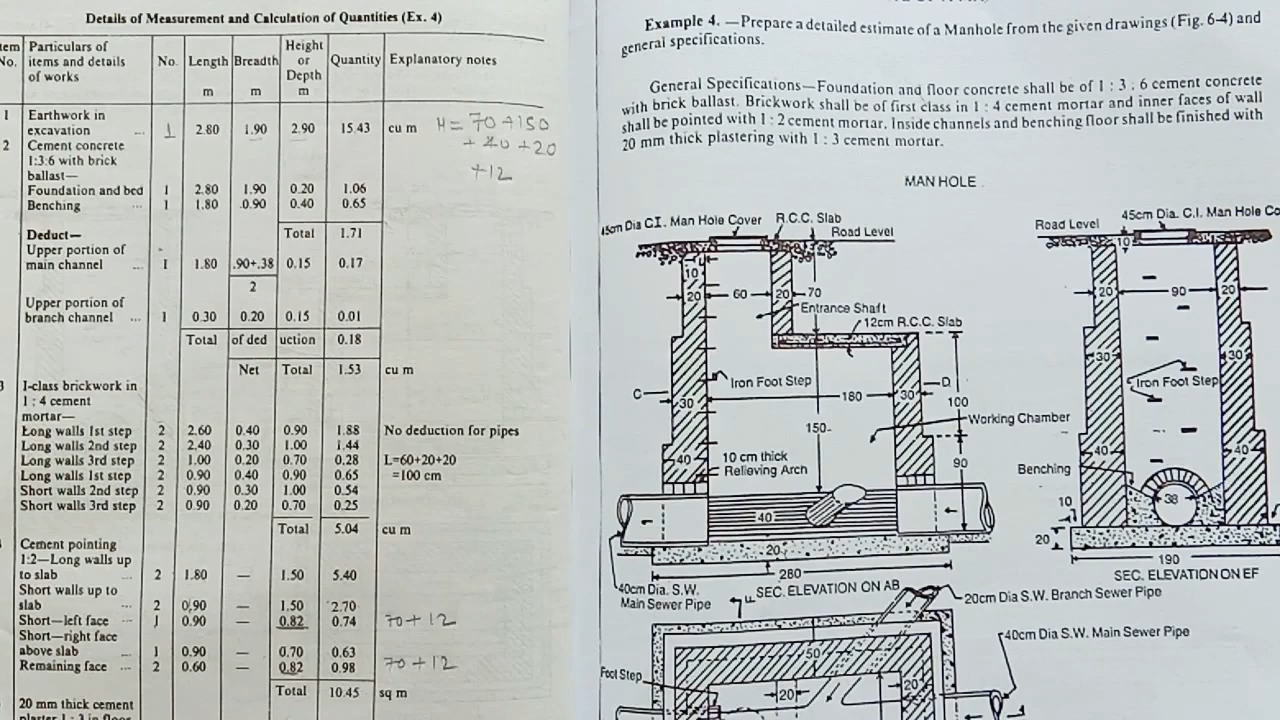 Details of Measurement and Calculation of Quantities (Ex. 4)
tem No. Particulars of items and details of works No. Length m Breadth m Height or Depth m Quantity Explanatory notes
1 Earthwork in
excavation ... 1 2.80 1.90 2.90 15.43 cu m H = 70+150
+40+20
+12
2 Cement concrete
1:3:6 with brick
ballast—
Foundation and bed 1 2.80 1.90 0.20 1.06
Benching ... 1 1.80 .0.90 0.40 0.65
Deduct— Total 1.71
Upper portion of
main channel ... 1 1.80 .90+.38 0.15 0.17
2
Upper portion of
branch channel ... 1 0.30 0.20 0.15 0.01
Total of ded uction 0.18
Net Total 1.53 cu m
3 I-class brickwork in
1 : 4 cement
mortar—
Long walls 1st step 2 2.60 0.40 0.90 1.88 No deduction for pipes
Long walls 2nd step 2 2.40 0.30 1.00 1.44
Long walls 3rd step 2 1.00 0.20 0.70 0.28 L=60+20+20
Long walls 1st step 2 0.90 0.40 0.90 0.65 =100 cm
Short walls 2nd step 2 0.90 0.30 1.00 0.54
Short walls 3rd step 2 0.90 0.20 0.70 0.25
Total 5.04 cu m
Cement pointing
1:2—Long walls up
to slab ... 2 1.80 — 1.50 5.40
Short walls up to
slab ... 2 0.90 — 1.50 2.70
Short—left face ... 1 0.90 — 0.82 0.74 70+12
Short—right face
above slab ... 1 0.90 — 0.70 0.63
Remaining face ... 2 0.60 — 0.82 0.98 70+12
Total 10.45 sq m
20 mm thick cement
plaster 1 : 3 in floor
Example 4. —Prepare a detailed estimate of a Manhole from the given drawings (Fig. 6-4) and
general specifications.
General Specifications—Foundation and floor concrete shall be of 1 : 3 : 6 cement concrete
with brick ballast. Brickwork shall be of first class in 1 : 4 cement mortar and inner faces of wall
shall be pointed with 1 : 2 cement mortar. Inside channels and benching floor shall be finished with
20 mm thick plastering with 1 : 3 cement mortar.
MAN HOLE
45cm Dia C.I. Man Hole Cover R.C.C. Slab
Road Level
10
20 60 20 70
Entrance Shaft
12cm R.C.C. Slab
Iron Foot Step
C D
30 180 30 100
Working Chamber
150
10 cm thick
Relieving Arch
40 90
40
20
280
40cm Dia. S.W.
Main Sewer Pipe
SEC. ELEVATION ON AB
Road Level 45cm Dia. C.I. Man Hole Co
10
20 90 20
30 30
Iron Foot Step
40 40
Benching
38
10
20
190
SEC. ELEVATION ON EF
F
20cm Dia S.W. Branch Sewer Pipe
40cm Dia S.W. Main Sewer Pipe
50
Foot Step
20 20